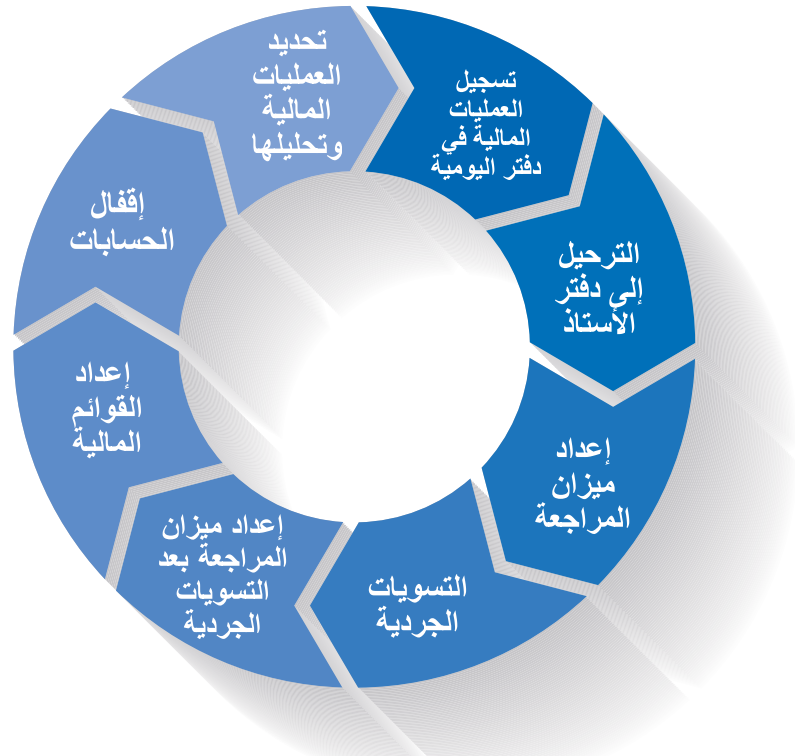 تحديد
العمليات
المالية
وتحليلها
تسجيل
العمليات
المالية في
دفتر اليومية
الترحيل
إلى دفتر
الأستاذ
إعداد
ميزان
المراجعة
التسويات
الجردية
إعداد ميزان
المراجعة بعد
التسويات
الجردية
إعداد
القوائم
المالية
إقفال
الحسابات